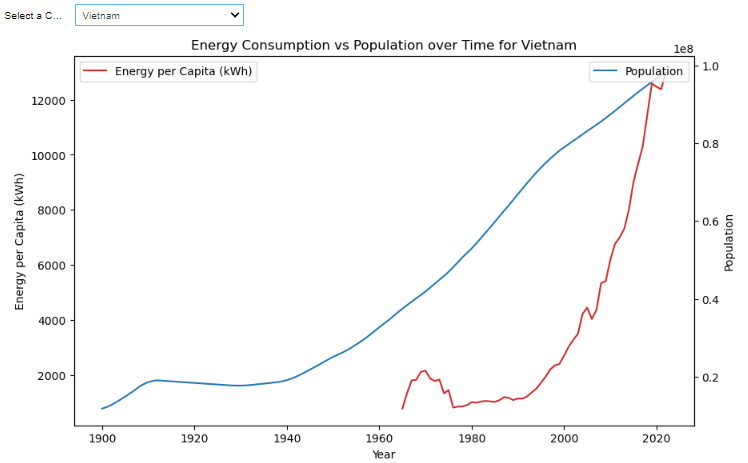 Select a C...
Vietnam
Energy Consumption vs Population over Time for Vietnam
1e8
Energy per Capita (kWh)
Population
12000
10000
8000
6000
4000
2000
Energy per Capita (kWh)
1.0
0.8
0.6
0.4
0.2
Population
1900 1920 1940 1960 1980 2000 2020
Year